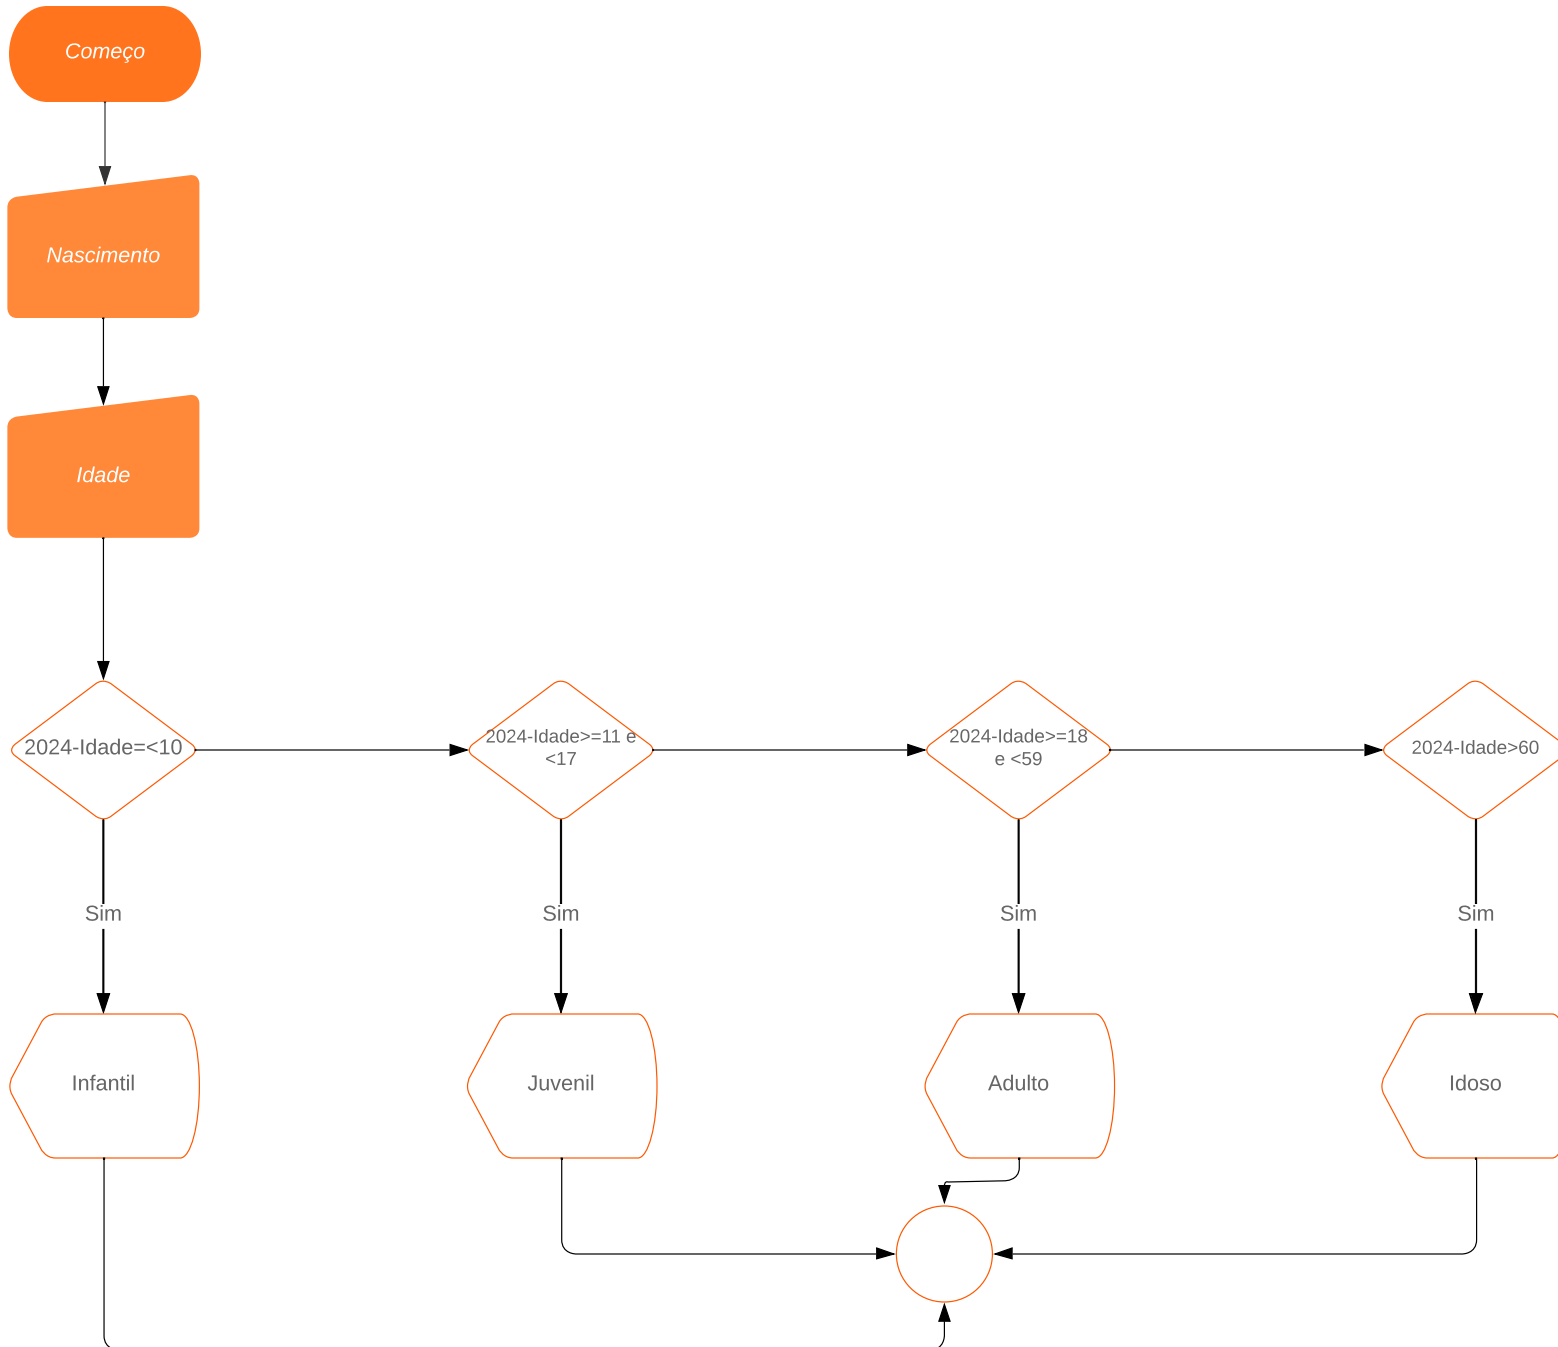 Começo
Nascimento
Idade
2024-Idade=<10
2024-Idade>=11 e
<17
2024-Idade>=18
e <59
2024-Idade>60
Sim
Sim
Sim
Sim
Infantil
Juvenil
Adulto
Idoso